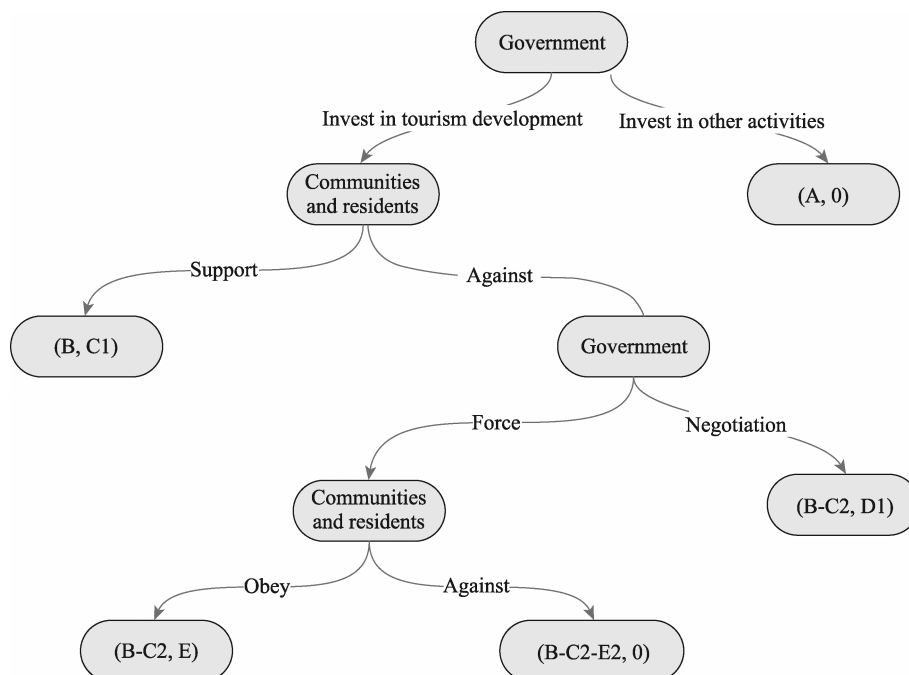 Government
Invest in tourism development
Invest in other activities
Communities
and residents
(A, 0)
Support
Against
(B, C1)
Government
Force
Negotiation
Communities
and residents
(B-C2, D1)
Obey
Against
(B-C2, E)
(B-C2-E2, 0)